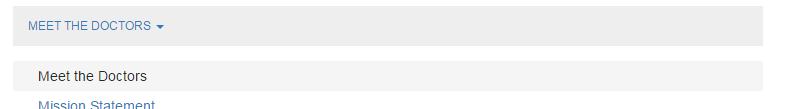 MEET THE DOCTORS
Meet the Doctors
Mission Statement